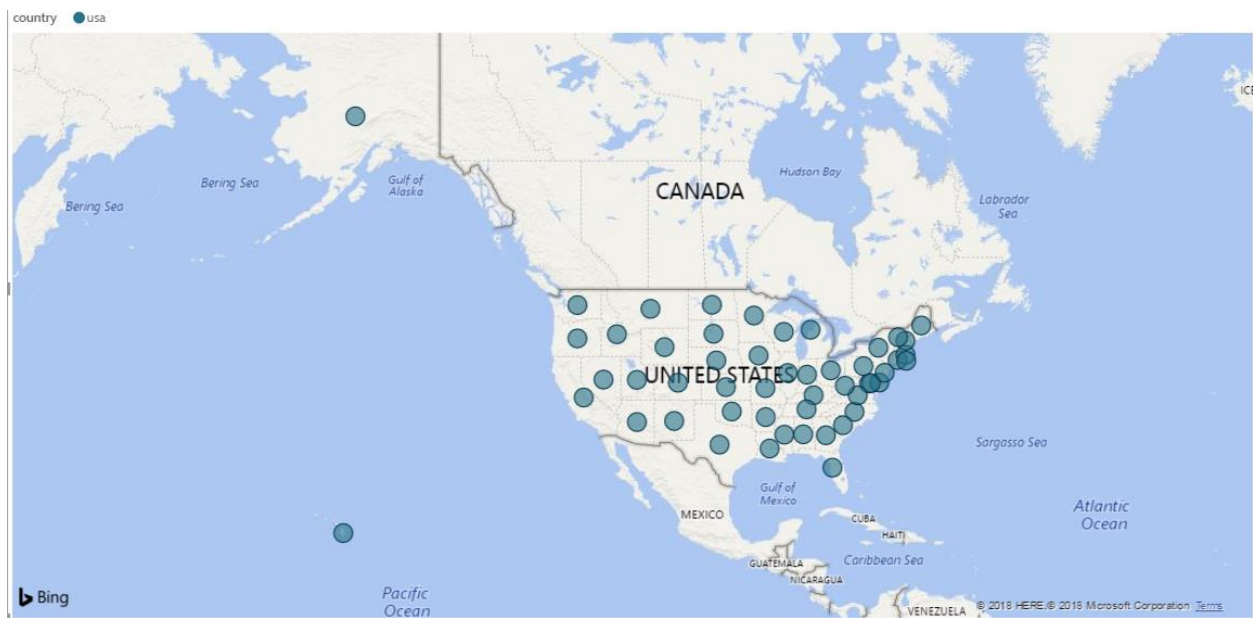 country usa
ICE
Bering Sea
Bering Sea
Gulf of
Alaska
Hudson Bay
CANADA
Labrador
Sea
UNITED STATES
Sargasso Sea
Gulf of
Mexico
MEXICO
CUBA
HAITI
Atlantic
Ocean
GUATEMALA
Caribbean Sea
NICARAGUA
Bing
Pacific
Ocean
VENEZUELA
© 2018 HERE,© 2018 Microsoft Corporation Terms